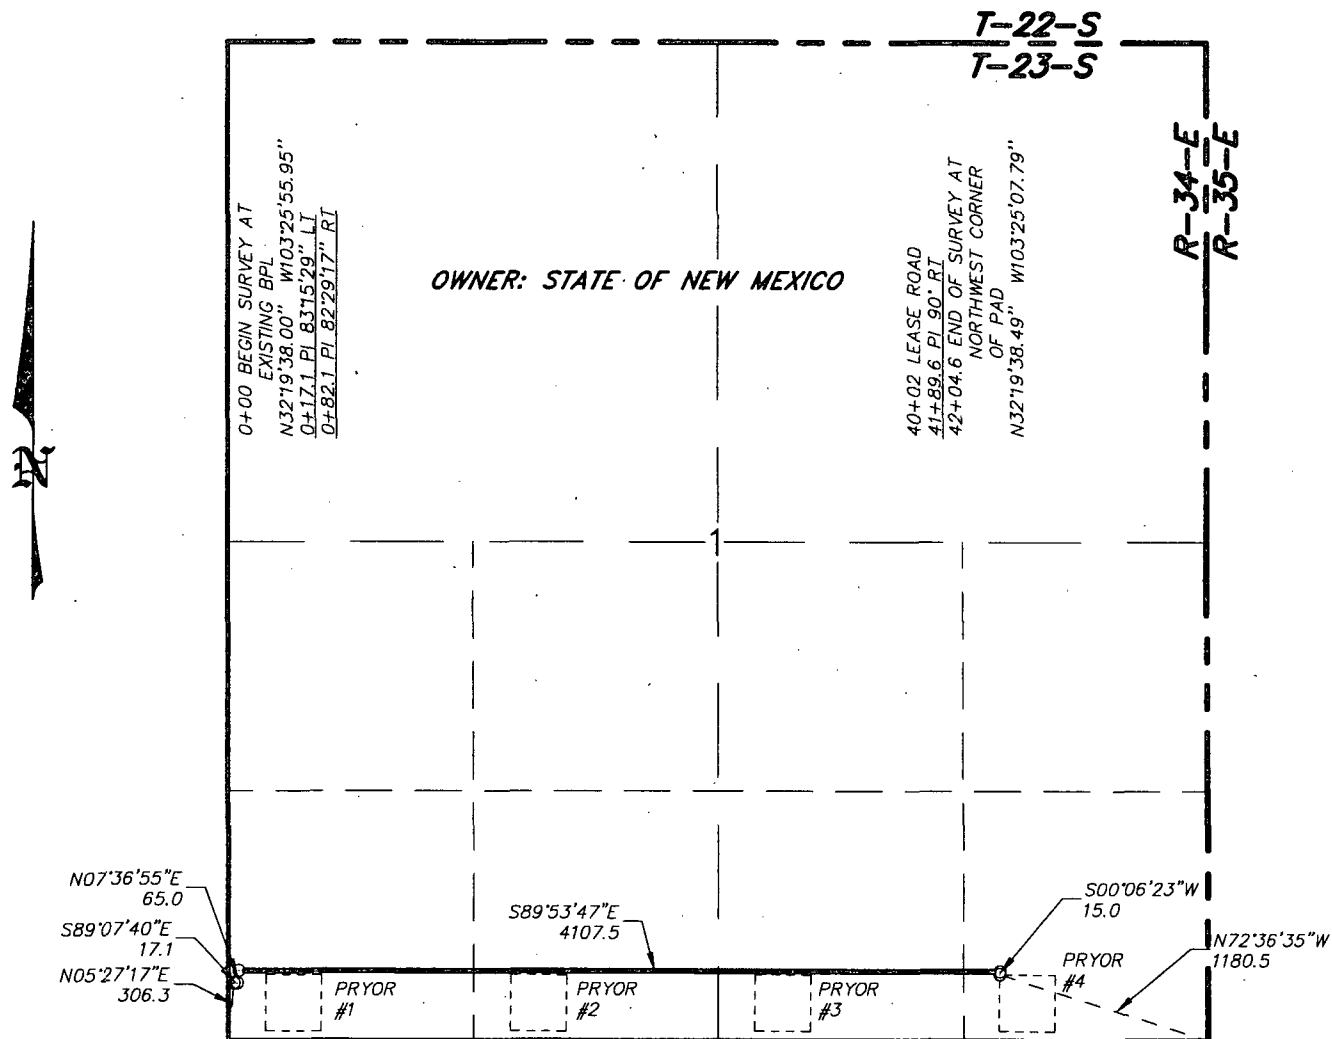 T-22-S
T-23-S
R-34-E
R-35-E
0+00 BEGIN SURVEY AT
EXISTING BPL
N32°19'38.00" W103°25'55.95"
0+17.1 PI 83°15'29" LT
0+82.1 PI 82°29'17" RT
OWNER: STATE OF NEW MEXICO
40+02 LEASE ROAD
41+89.6 PI 90° RT
42+04.6 END OF SURVEY AT
NORTHWEST CORNER
OF PAD
N32°19'38.49" W103°25'07.79"
1
N07°36'55"E
65.0
S89°07'40"E
17.1
N05°27'17"E
306.3
S89°53'47"E
4107.5
S00°06'23"W
15.0
N72°36'35"W
1180.5
PRYOR
#1
PRYOR
#2
PRYOR
#3
PRYOR
#4